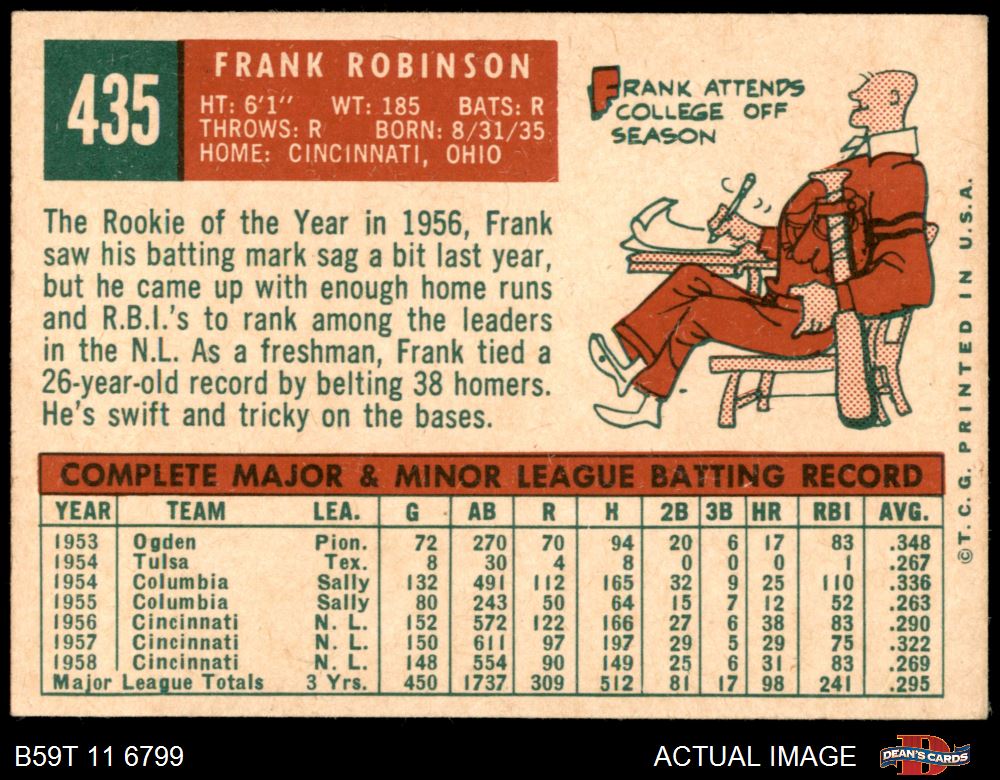 435
FRANK ROBINSON
HT: 6'1" WT: 185 BATS: R
THROWS: R BORN: 8/31/35
HOME: CINCINNATI, OHIO
FRANK ATTENDS
COLLEGE OFF
SEASON
The Rookie of the Year in 1956, Frank
saw his batting mark sag a bit last year,
but he came up with enough home runs
and R.B.I.'s to rank among the leaders
in the N.L. As a freshman, Frank tied a
26-year-old record by belting 38 homers.
He's swift and tricky on the bases.
COMPLETE MAJOR & MINOR LEAGUE BATTING RECORD
YEAR TEAM LEA. G AB R H 2B 3B HR RBI AVG.
1953 Ogden Pion. 72 270 70 94 20 6 17 83 .348
1954 Tulsa Tex. 8 30 4 8 0 0 0 1 .267
1954 Columbia Sally 132 491 112 165 32 9 25 110 .336
1955 Columbia Sally 80 243 50 64 15 7 12 52 .263
1956 Cincinnati N. L. 152 572 122 166 27 6 38 83 .290
1957 Cincinnati N. L. 150 611 97 197 29 5 29 75 .322
1958 Cincinnati N. L. 148 554 90 149 25 6 31 83 .269
Major League Totals 3 Yrs. 450 1737 309 512 81 17 98 241 .295
©T.C.G. PRINTED IN U.S.A.
B59T 11 6799
ACTUAL IMAGE
DEAN'S CARDS